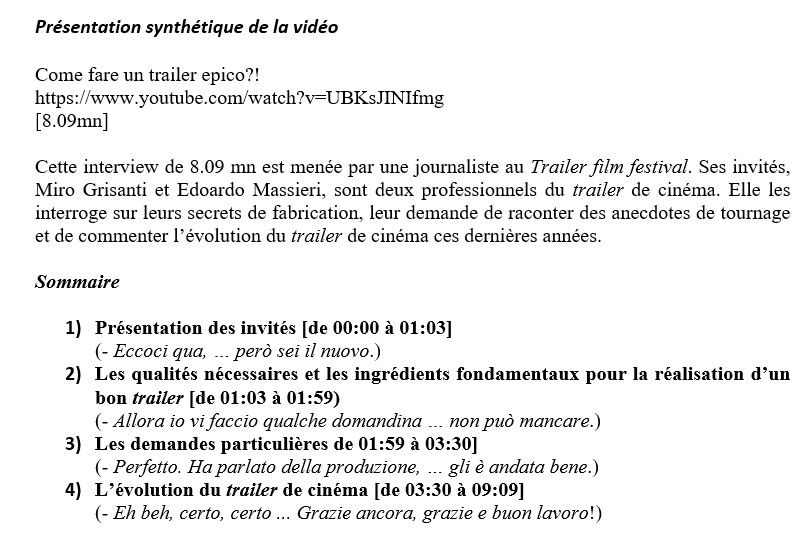 Présentation synthétique de la vidéo
Come fare un trailer epico?!
https://www.youtube.com/watch?v=UBKsJINIfmg
[8.09mn]
Cette interview de 8.09 mn est menée par une journaliste au Trailer film festival. Ses invités,
Miro Grisanti et Edoardo Massieri, sont deux professionnels du trailer de cinéma. Elle les
interroge sur leurs secrets de fabrication, leur demande de raconter des anecdotes de tournage
et de commenter l’évolution du trailer de cinéma ces dernières années.
Sommaire
1) Présentation des invités [de 00:00 à 01:03]
(- Eccoci qua, ... però sei il nuovo.)
2) Les qualités nécessaires et les ingrédients fondamentaux pour la réalisation d’un
bon trailer [de 01:03 à 01:59)
(- Allora io vi faccio qualche domandina ... non può mancare.)
3) Les demandes particulières de 01:59 à 03:30]
(- Perfetto. Ha parlato della produzione, ... gli è andata bene.)
4) L’évolution du trailer de cinéma [de 03:30 à 09:09]
(- Eh beh, certo, certo ... Grazie ancora, grazie e buon lavoro!)